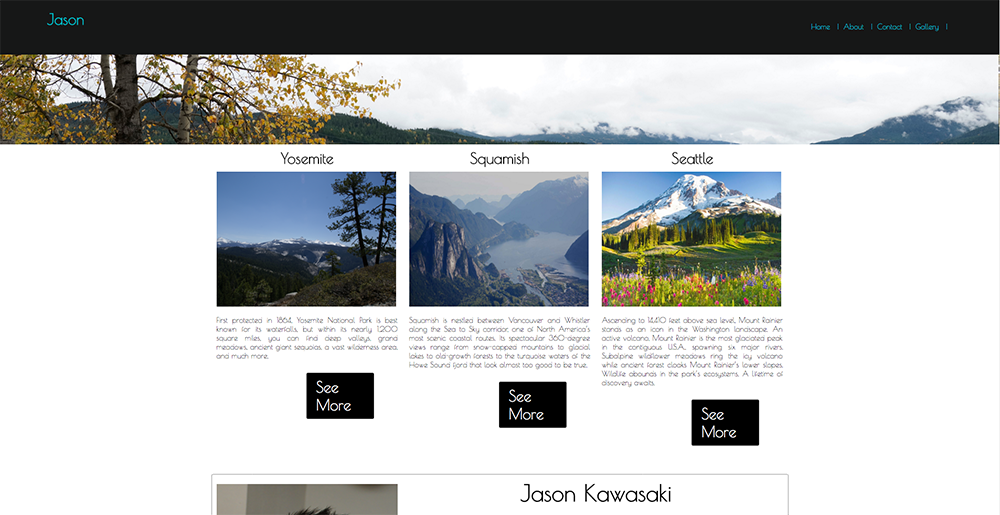 Jason
Home | About | Contact | Gallery |
Yosemite
Squamish
Seattle
First protected in 1864, Yosemite National Park is best
known for its waterfalls, but within its nearly 1,200
square miles, you can find deep valleys, grand
meadows, ancient giant sequoias, a vast wilderness area,
and much more.
See
More
Squamish is nestled between Vancouver and Whistler
along the Sea to Sky corridor, one of North America's
most scenic coastal routes. Its spectacular 360-degree
views range from snow-capped mountains to glacial
lakes to old-growth forests to the turquoise waters of the
Howe Sound fjord that look almost too good to be true.
See
More
Ascending to 14,410 feet above sea level, Mount Rainier
stands as an icon in the Washington landscape. An
active volcano, Mount Rainier is the most glaciated peak
in the contiguous U.S.A., spawning six major rivers.
Subalpine wildflower meadows ring the icy volcano
while ancient forest cloaks Mount Rainier's lower slopes.
Wildlife abounds in the park's ecosystems. A lifetime of
discovery awaits.
See
More
Jason Kawasaki